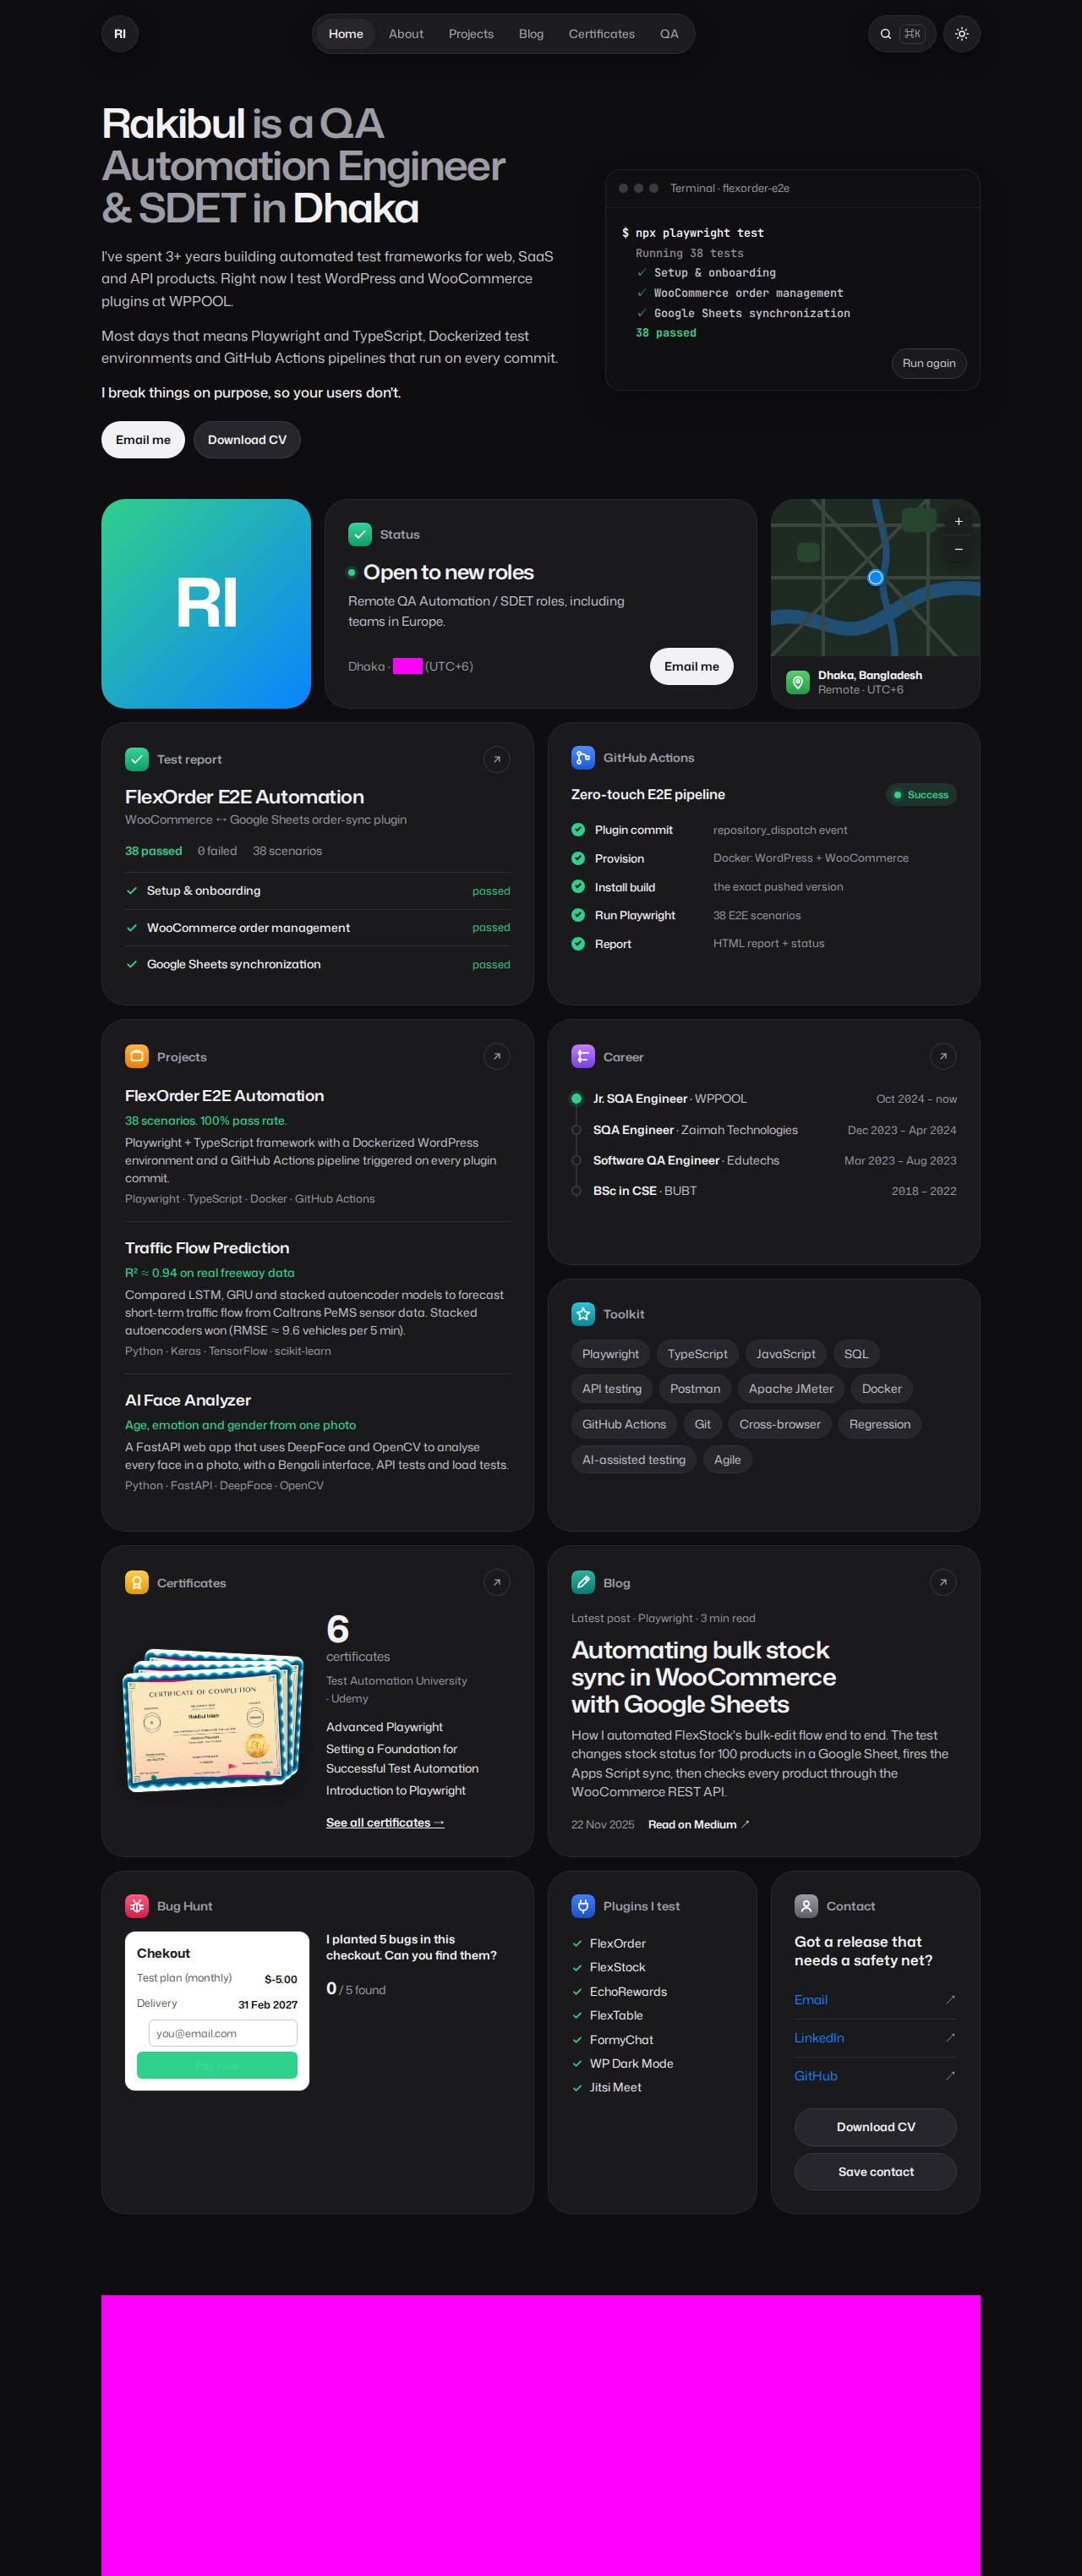 RI
Home About Projects Blog Certificates QA
⌘K
Rakibul is a QA
Automation Engineer
& SDET in Dhaka
I've spent 3+ years building automated test frameworks for web, SaaS
and API products. Right now I test WordPress and WooCommerce
plugins at WPPOOL.
Most days that means Playwright and TypeScript, Dockerized test
environments and GitHub Actions pipelines that run on every commit.
I break things on purpose, so your users don't.
Email me Download CV
Terminal · flexorder-e2e
$ npx playwright test
Running 38 tests
✓ Setup & onboarding
✓ WooCommerce order management
✓ Google Sheets synchronization
38 passed
Run again
RI
Status
Open to new roles
Remote QA Automation / SDET roles, including
teams in Europe.
Dhaka · (UTC+6)
Email me
+
−
Dhaka, Bangladesh
Remote · UTC+6
Test report
FlexOrder E2E Automation
WooCommerce ↔ Google Sheets order-sync plugin
38 passed 0 failed 38 scenarios
Setup & onboarding passed
WooCommerce order management passed
Google Sheets synchronization passed
GitHub Actions
Zero-touch E2E pipeline Success
Plugin commit repository_dispatch event
Provision Docker: WordPress + WooCommerce
Install build the exact pushed version
Run Playwright 38 E2E scenarios
Report HTML report + status
Projects
FlexOrder E2E Automation
38 scenarios. 100% pass rate.
Playwright + TypeScript framework with a Dockerized WordPress
environment and a GitHub Actions pipeline triggered on every plugin
commit.
Playwright · TypeScript · Docker · GitHub Actions
Traffic Flow Prediction
R² ≈ 0.94 on real freeway data
Compared LSTM, GRU and stacked autoencoder models to forecast
short-term traffic flow from Caltrans PeMS sensor data. Stacked
autoencoders won (RMSE ≈ 9.6 vehicles per 5 min).
Python · Keras · TensorFlow · scikit-learn
AI Face Analyzer
Age, emotion and gender from one photo
A FastAPI web app that uses DeepFace and OpenCV to analyse
every face in a photo, with a Bengali interface, API tests and load tests.
Python · FastAPI · DeepFace · OpenCV
Career
Jr. SQA Engineer · WPPOOL Oct 2024 – now
SQA Engineer · Zaimah Technologies Dec 2023 – Apr 2024
Software QA Engineer · Edutechs Mar 2023 – Aug 2023
BSc in CSE · BUBT 2018 – 2022
Toolkit
Playwright TypeScript JavaScript SQL
API testing Postman Apache JMeter Docker
GitHub Actions Git Cross-browser Regression
AI-assisted testing Agile
Certificates
CERTIFICATE OF COMPLETION
Rakibul Islam
6
certificates
Test Automation University
· Udemy
Advanced Playwright
Setting a Foundation for
Successful Test Automation
Introduction to Playwright
See all certificates →
Blog
Latest post · Playwright · 3 min read
Automating bulk stock
sync in WooCommerce
with Google Sheets
How I automated FlexStock's bulk-edit flow end to end. The test
changes stock status for 100 products in a Google Sheet, fires the
Apps Script sync, then checks every product through the
WooCommerce REST API.
22 Nov 2025 Read on Medium ↗
Bug Hunt
Chekout
Test plan (monthly) $-5.00
Delivery 31 Feb 2027
you@email.com
Pay now
I planted 5 bugs in this
checkout. Can you find them?
0 / 5 found
Plugins I test
FlexOrder
FlexStock
EchoRewards
FlexTable
FormyChat
WP Dark Mode
Jitsi Meet
Contact
Got a release that
needs a safety net?
Email ↗
LinkedIn ↗
GitHub ↗
Download CV
Save contact